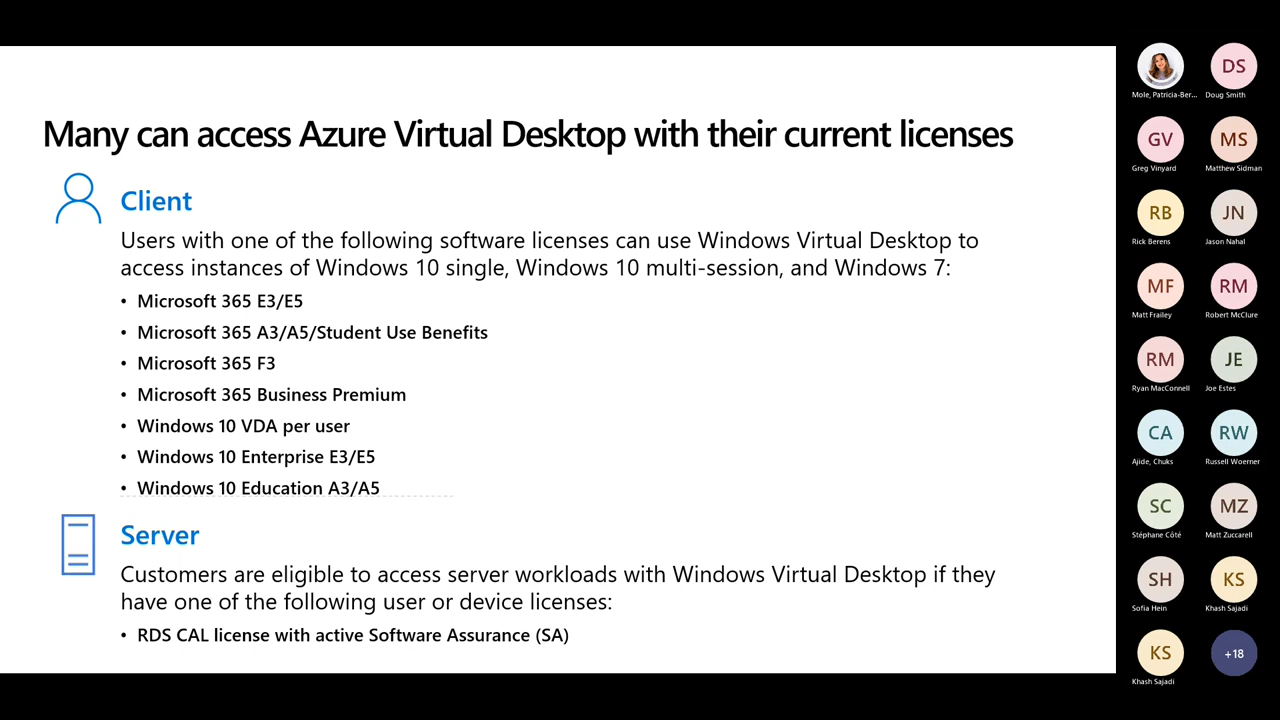 Many can access Azure Virtual Desktop with their current licenses
Client
Users with one of the following software licenses can use Windows Virtual Desktop to
access instances of Windows 10 single, Windows 10 multi-session, and Windows 7:
• Microsoft 365 E3/E5
• Microsoft 365 A3/A5/Student Use Benefits
• Microsoft 365 F3
• Microsoft 365 Business Premium
• Windows 10 VDA per user
• Windows 10 Enterprise E3/E5
• Windows 10 Education A3/A5
Server
Customers are eligible to access server workloads with Windows Virtual Desktop if they
have one of the following user or device licenses:
• RDS CAL license with active Software Assurance (SA)
DS
Mole, Patricia-Ber... Doug Smith
GV MS
Greg Vinyard Matthew Sidman
RB JN
Rick Berens Jason Nahal
MF RM
Matt Frailey Robert McClure
RM JE
Ryan MacConnell Joe Estes
CA RW
Ajide, Chuks Russell Woerner
SC MZ
Stéphane Côté Matt Zuccarell
SH KS
Sofia Hein Khash Sajadi
KS +18
Khash Sajadi